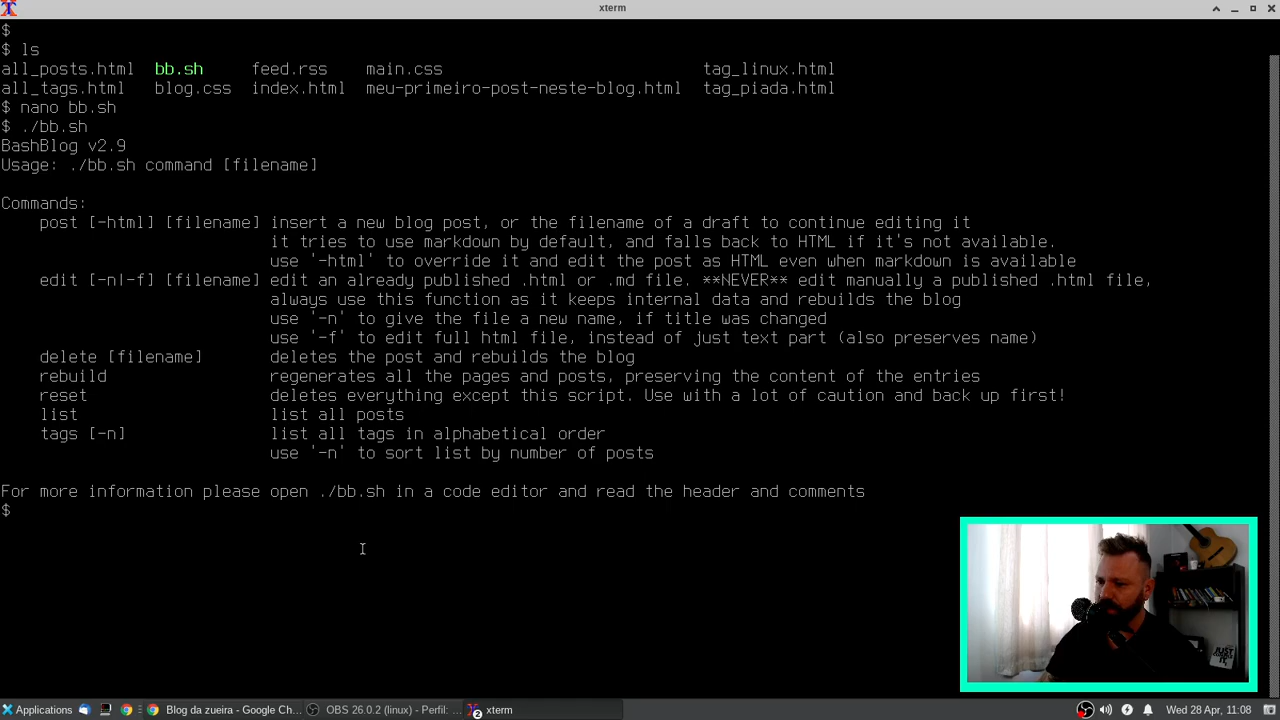 xterm
$
$ ls
all_posts.html bb.sh feed.rss main.css tag_linux.html
all_tags.html blog.css index.html meu-primeiro-post-neste-blog.html tag_piada.html
$ nano bb.sh
$ ./bb.sh
BashBlog v2.9
Usage: ./bb.sh command [filename]
Commands:
post [-html] [filename] insert a new blog post, or the filename of a draft to continue editing it
it tries to use markdown by default, and falls back to HTML if it's not available.
use '-html' to override it and edit the post as HTML even when markdown is available
edit [-n|-f] [filename] edit an already published .html or .md file. **NEVER** edit manually a published .html file,
always use this function as it keeps internal data and rebuilds the blog
use '-n' to give the file a new name, if title was changed
use '-f' to edit full html file, instead of just text part (also preserves name)
delete [filename] deletes the post and rebuilds the blog
rebuild regenerates all the pages and posts, preserving the content of the entries
reset deletes everything except this script. Use with a lot of caution and back up first!
list list all posts
tags [-n] list all tags in alphabetical order
use '-n' to sort list by number of posts
For more information please open ./bb.sh in a code editor and read the header and comments
$
Applications Blog da zueira - Google Ch... OBS 26.0.2 (linux) - Perfil: ... 2 xterm Wed 28 Apr, 11:08